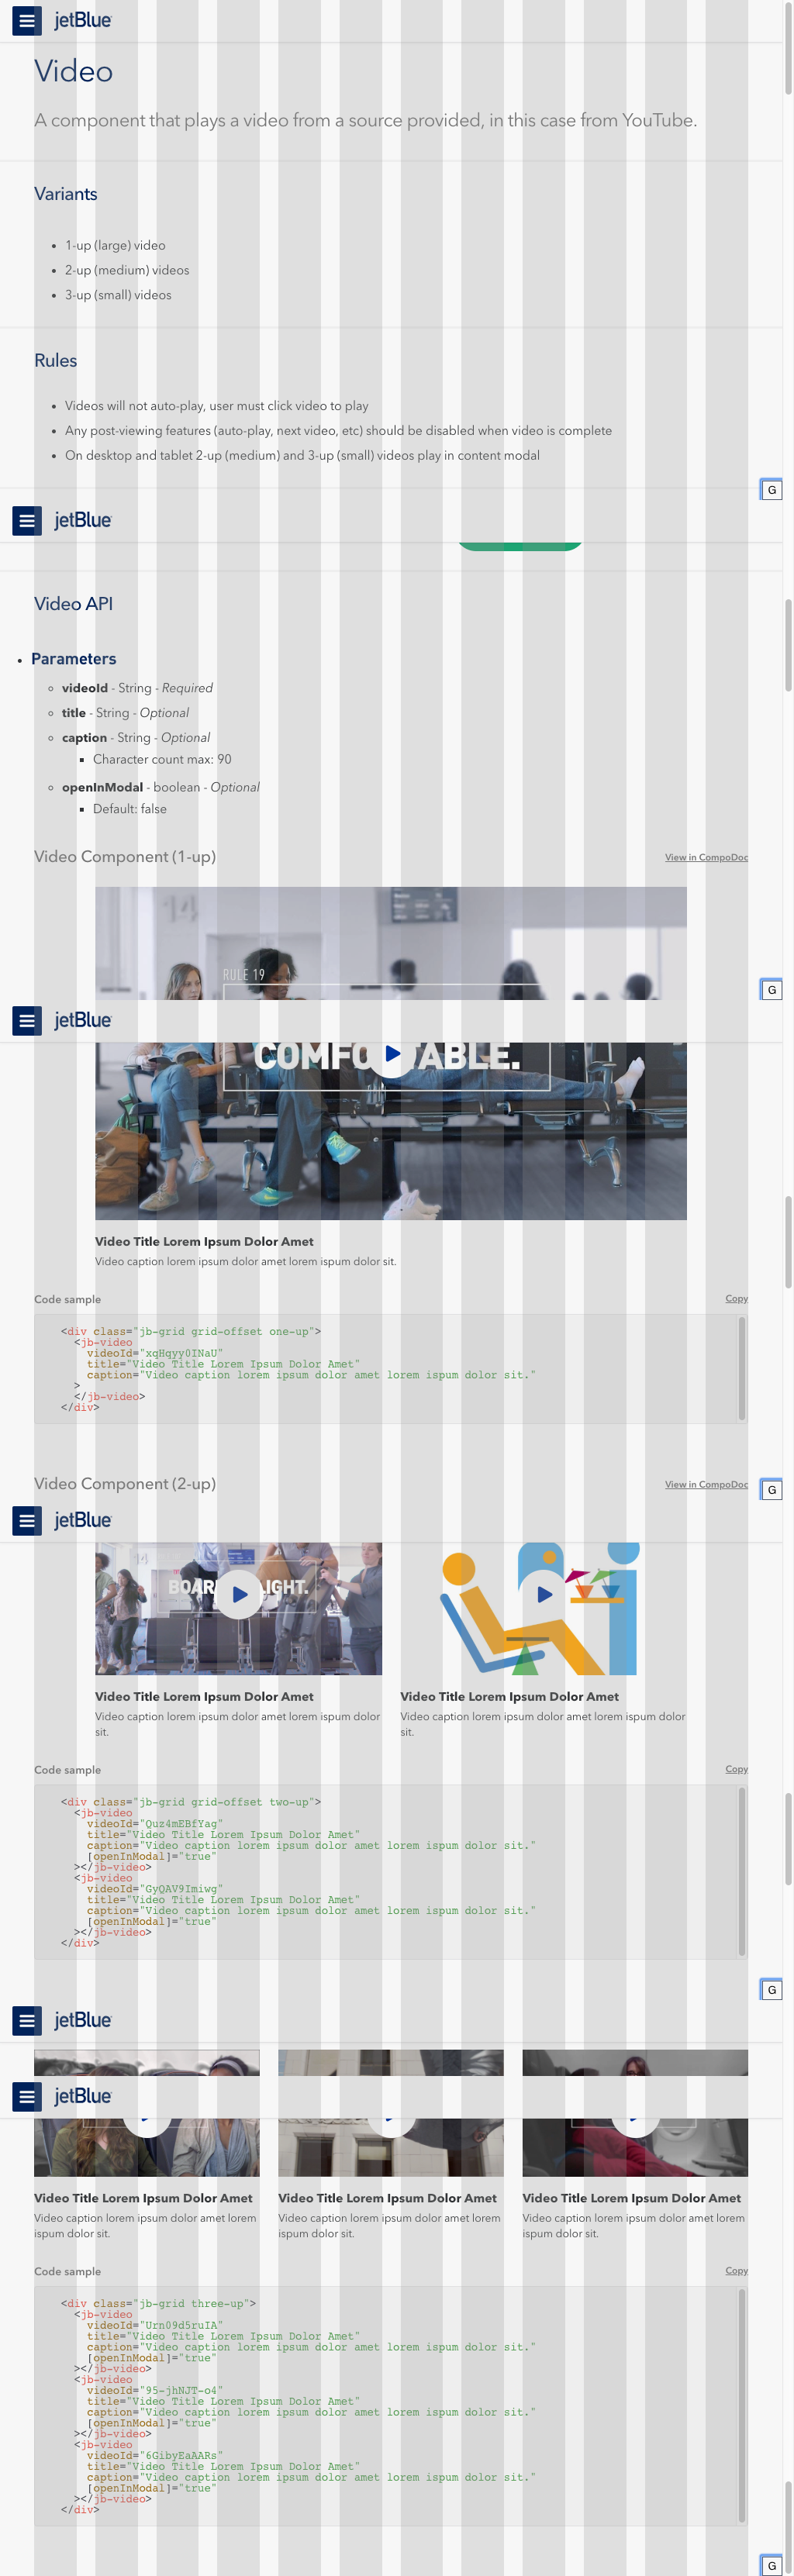 jetBlue
Video
A component that plays a video from a source provided, in this case from YouTube.
Variants
1-up (large) video
2-up (medium) videos
3-up (small) videos
Rules
Videos will not auto-play, user must click video to play
Any post-viewing features (auto-play, next video, etc) should be disabled when video is complete
On desktop and tablet 2-up (medium) and 3-up (small) videos play in content modal
G
jetBlue
Video API
Parameters
videoId - String - Required
title - String - Optional
caption - String - Optional
Character count max: 90
openInModal - boolean - Optional
Default: false
Video Component (1-up)
View in CompoDoc
14
RULE 19
G
jetBlue
Video Title Lorem Ipsum Dolor Amet
Video caption lorem ipsum dolor amet lorem ispum dolor sit.
Code sample
Copy
<div class="jb-grid grid-offset one-up">
<jb-video
videoId="xqHqyy0INaU"
title="Video Title Lorem Ipsum Dolor Amet"
caption="Video caption lorem ipsum dolor amet lorem ispum dolor sit."
>
</jb-video>
</div>
Video Component (2-up)
View in CompoDoc
G
jetBlue
Video Title Lorem Ipsum Dolor Amet
Video caption lorem ipsum dolor amet lorem ispum dolor
sit.
Video Title Lorem Ipsum Dolor Amet
Video caption lorem ipsum dolor amet lorem ispum dolor
sit.
Code sample
Copy
<div class="jb-grid grid-offset two-up">
<jb-video
videoId="Quz4mEBfYag"
title="Video Title Lorem Ipsum Dolor Amet"
caption="Video caption lorem ipsum dolor amet lorem ispum dolor sit."
[openInModal]="true"
></jb-video>
<jb-video
videoId="GyQAV9Imiwg"
title="Video Title Lorem Ipsum Dolor Amet"
caption="Video caption lorem ipsum dolor amet lorem ispum dolor sit."
[openInModal]="true"
></jb-video>
</div>
G
jetBlue
jetBlue
Video Title Lorem Ipsum Dolor Amet
Video caption lorem ipsum dolor amet lorem
ispum dolor sit.
Video Title Lorem Ipsum Dolor Amet
Video caption lorem ipsum dolor amet lorem
ispum dolor sit.
Video Title Lorem Ipsum Dolor Amet
Video caption lorem ipsum dolor amet lorem
ispum dolor sit.
Code sample
Copy
<div class="jb-grid three-up">
<jb-video
videoId="Urn09d5ruIA"
title="Video Title Lorem Ipsum Dolor Amet"
caption="Video caption lorem ipsum dolor amet lorem ispum dolor sit."
[openInModal]="true"
></jb-video>
<jb-video
videoId="95-jhNJT-o4"
title="Video Title Lorem Ipsum Dolor Amet"
caption="Video caption lorem ipsum dolor amet lorem ispum dolor sit."
[openInModal]="true"
></jb-video>
<jb-video
videoId="6GibyEaAARs"
title="Video Title Lorem Ipsum Dolor Amet"
caption="Video caption lorem ipsum dolor amet lorem ispum dolor sit."
[openInModal]="true"
></jb-video>
</div>
G